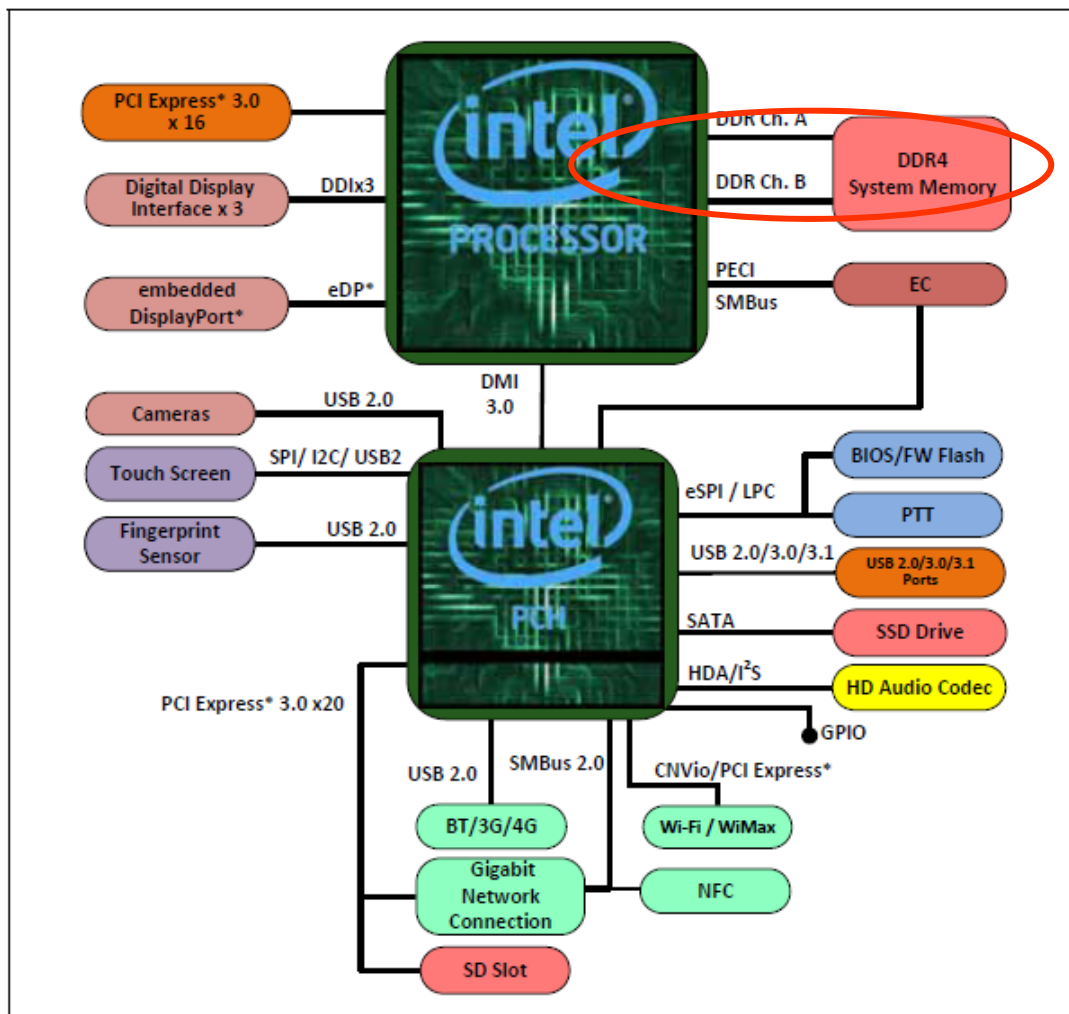 PCI Express* 3.0
x 16
Digital Display
Interface x 3
DDIx3
embedded
DisplayPort*
eDP*
intel®
PROCESSOR
DDR Ch. A
DDR Ch. B
DDR4
System Memory
PECI
SMBus
EC
DMI
3.0
Cameras
USB 2.0
Touch Screen
SPI/ I2C/ USB2
Fingerprint
Sensor
USB 2.0
intel®
PCH
eSPI / LPC
BIOS/FW Flash
PTT
USB 2.0/3.0/3.1
USB 2.0/3.0/3.1
Ports
SATA
SSD Drive
HDA/I²S
HD Audio Codec
GPIO
PCI Express* 3.0 x20
USB 2.0
SMBus 2.0
CNVio/PCI Express*
BT/3G/4G
Wi-Fi / WiMax
Gigabit
Network
Connection
NFC
SD Slot